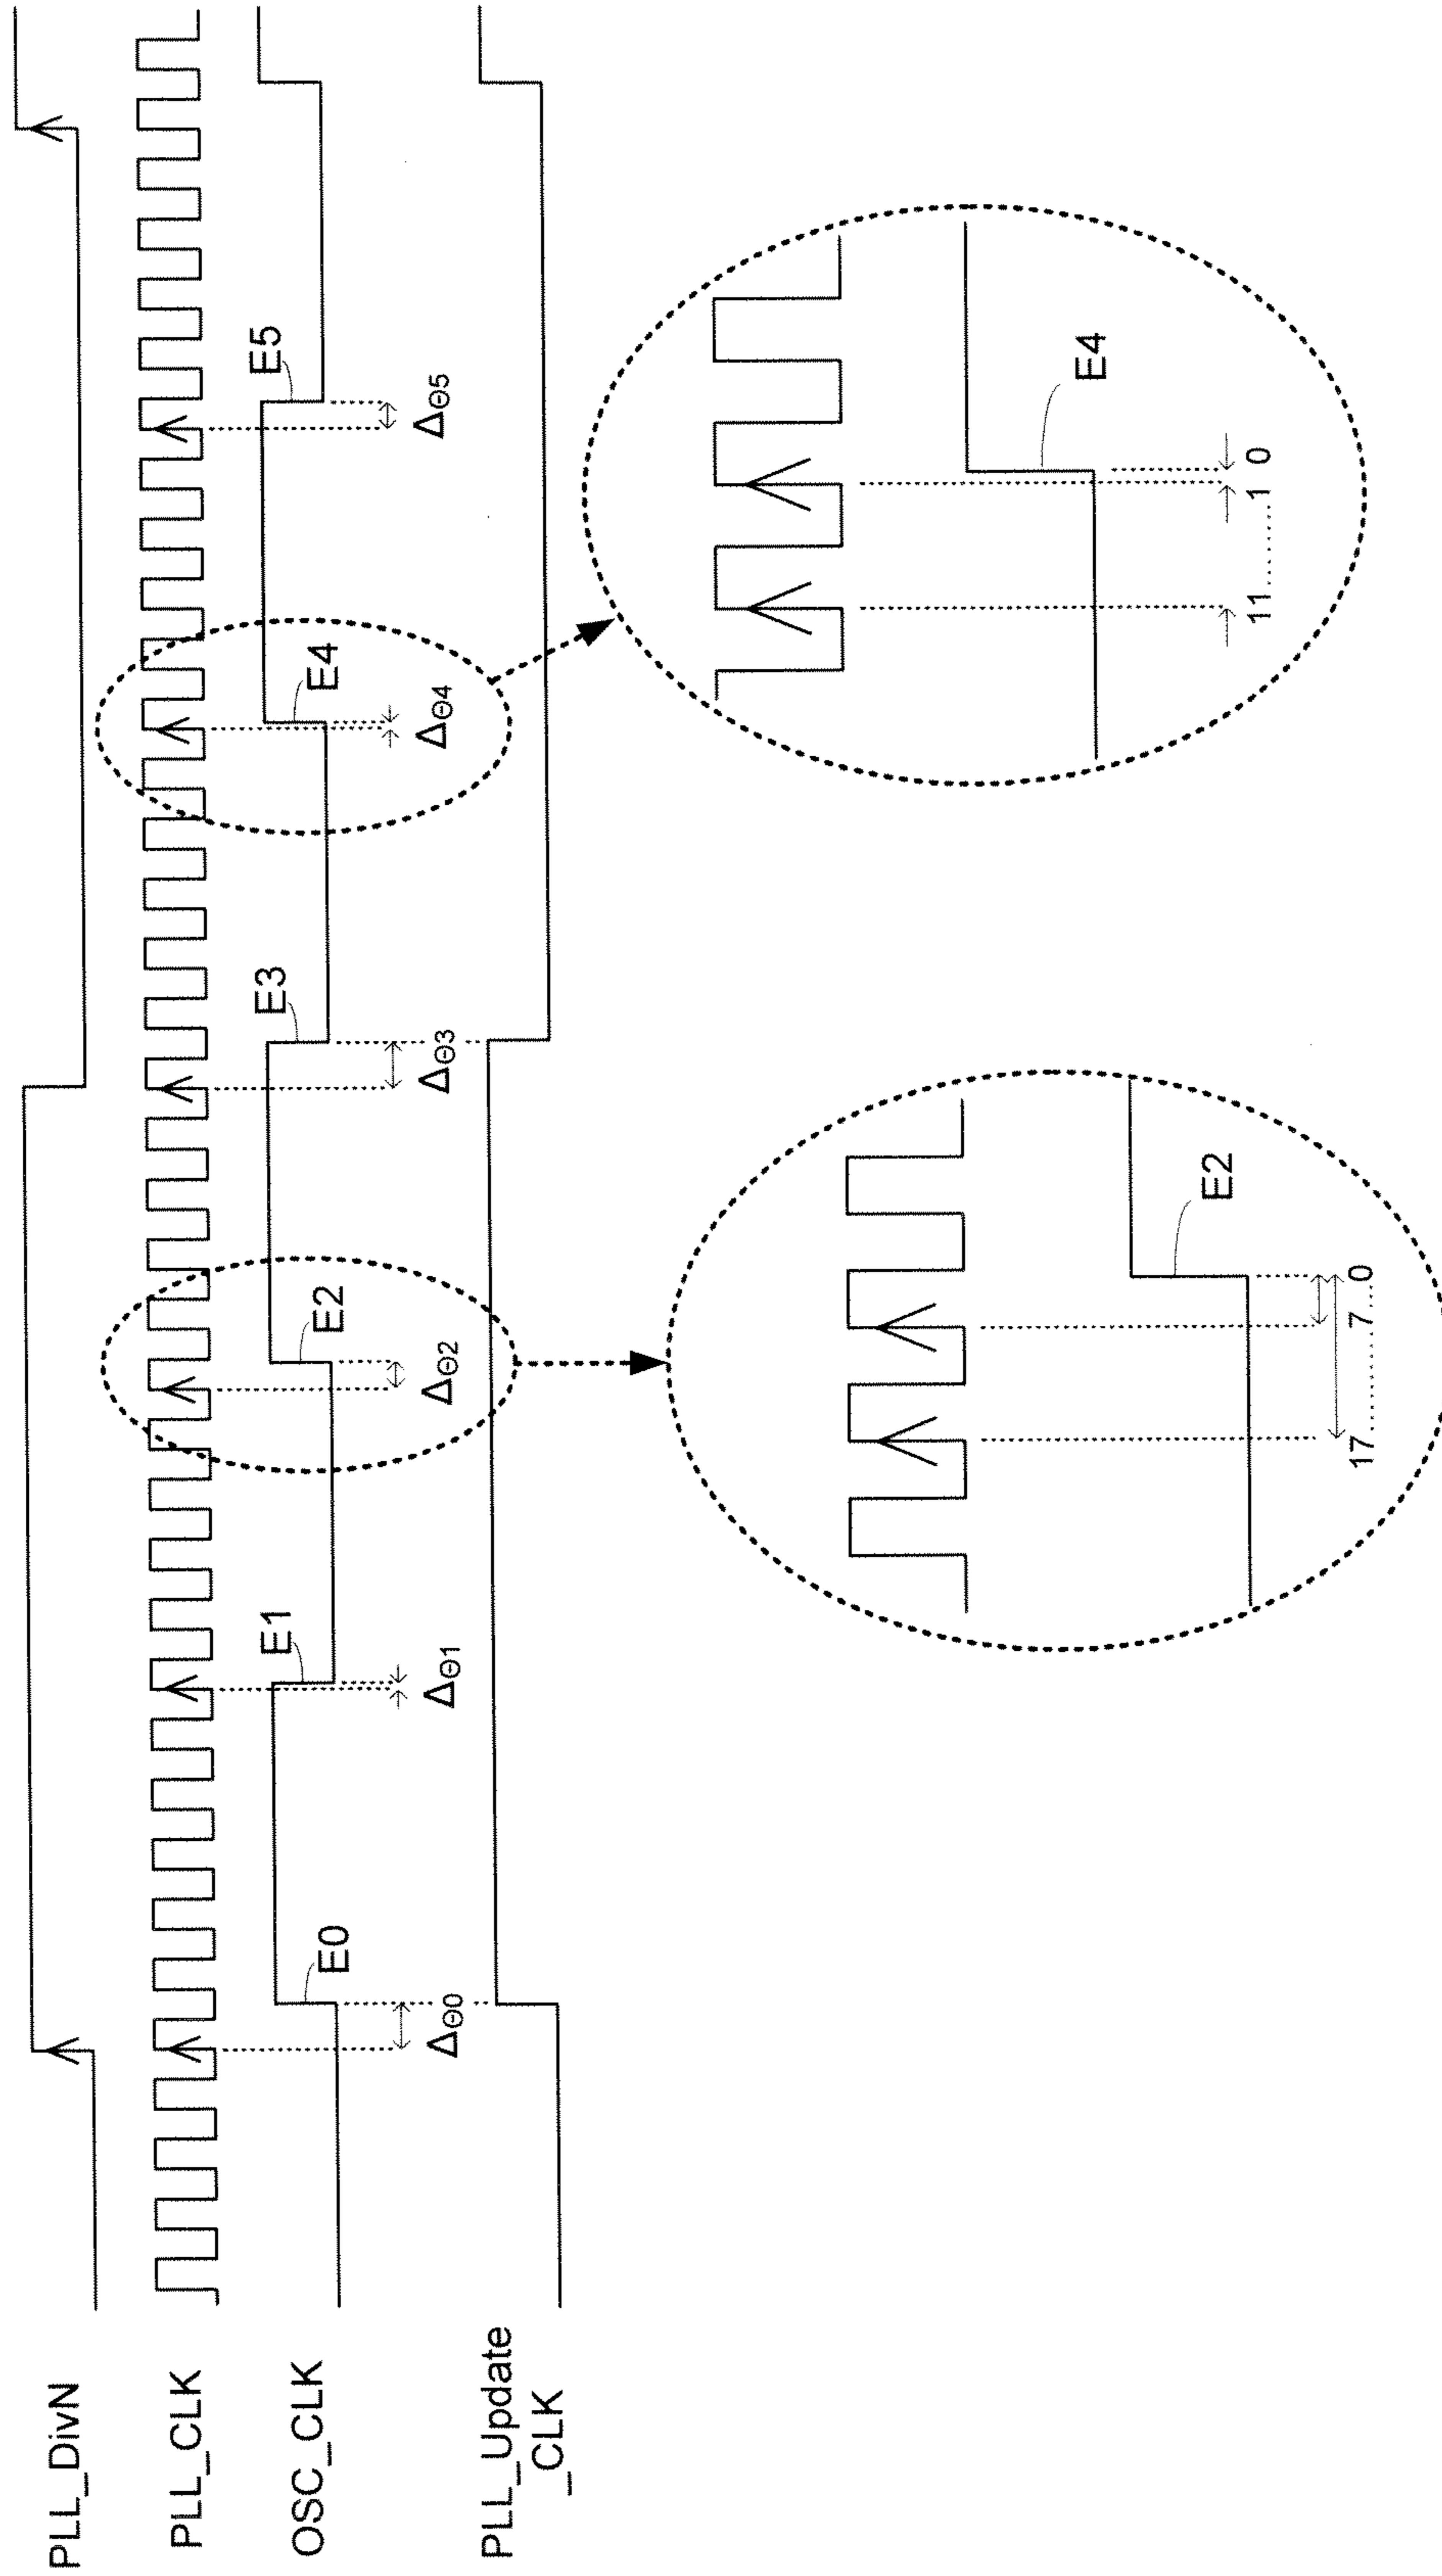 PLL_DivN
PLL_CLK
OSC_CLK
PLL_Update
_CLK
E0
E1
E2
E3
E4
E5
ΔΘ0
ΔΘ1
ΔΘ2
ΔΘ3
ΔΘ4
ΔΘ5
E2
17..........7....0
E4
11.........1 0